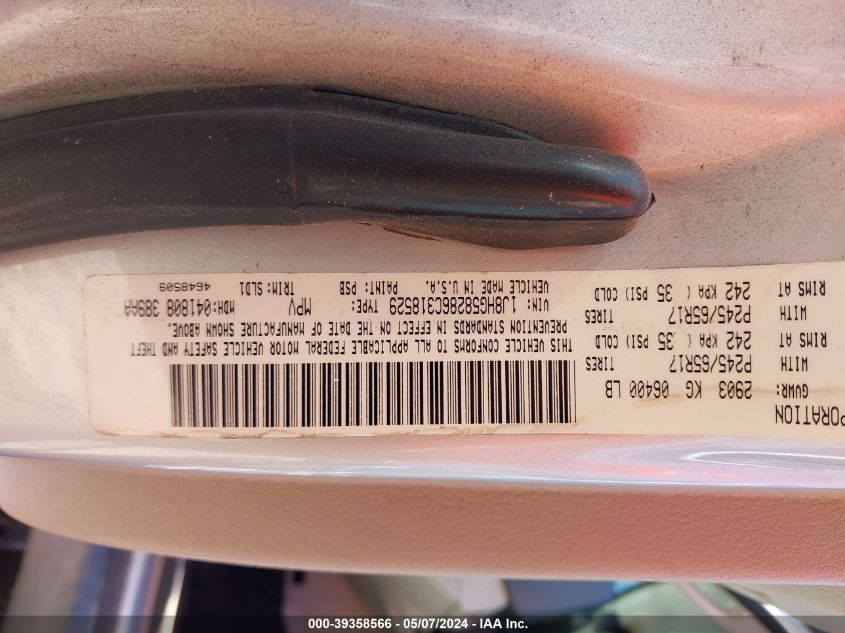 PORATION
GVWR: 2903 KG 06400 LB
WITH P245/65R17 TIRES
RIMS AT 242 KPA ( 35 PSI) COLD
WITH P245/65R17 TIRES
RIMS AT 242 KPA ( 35 PSI) COLD
THIS VEHICLE CONFORMS TO ALL APPLICABLE FEDERAL MOTOR VEHICLE SAFETY AND THEFT
PREVENTION STANDARDS IN EFFECT ON THE DATE OF MANUFACTURE SHOWN ABOVE.
VIN: 1J8HG58286C318529 TYPE: MPV MDH:041808 389AA
VEHICLE MADE IN U.S.A. PAINT: PSB TRIM: SLD1 4648509
000-39358566 - 05/07/2024 - IAA Inc.